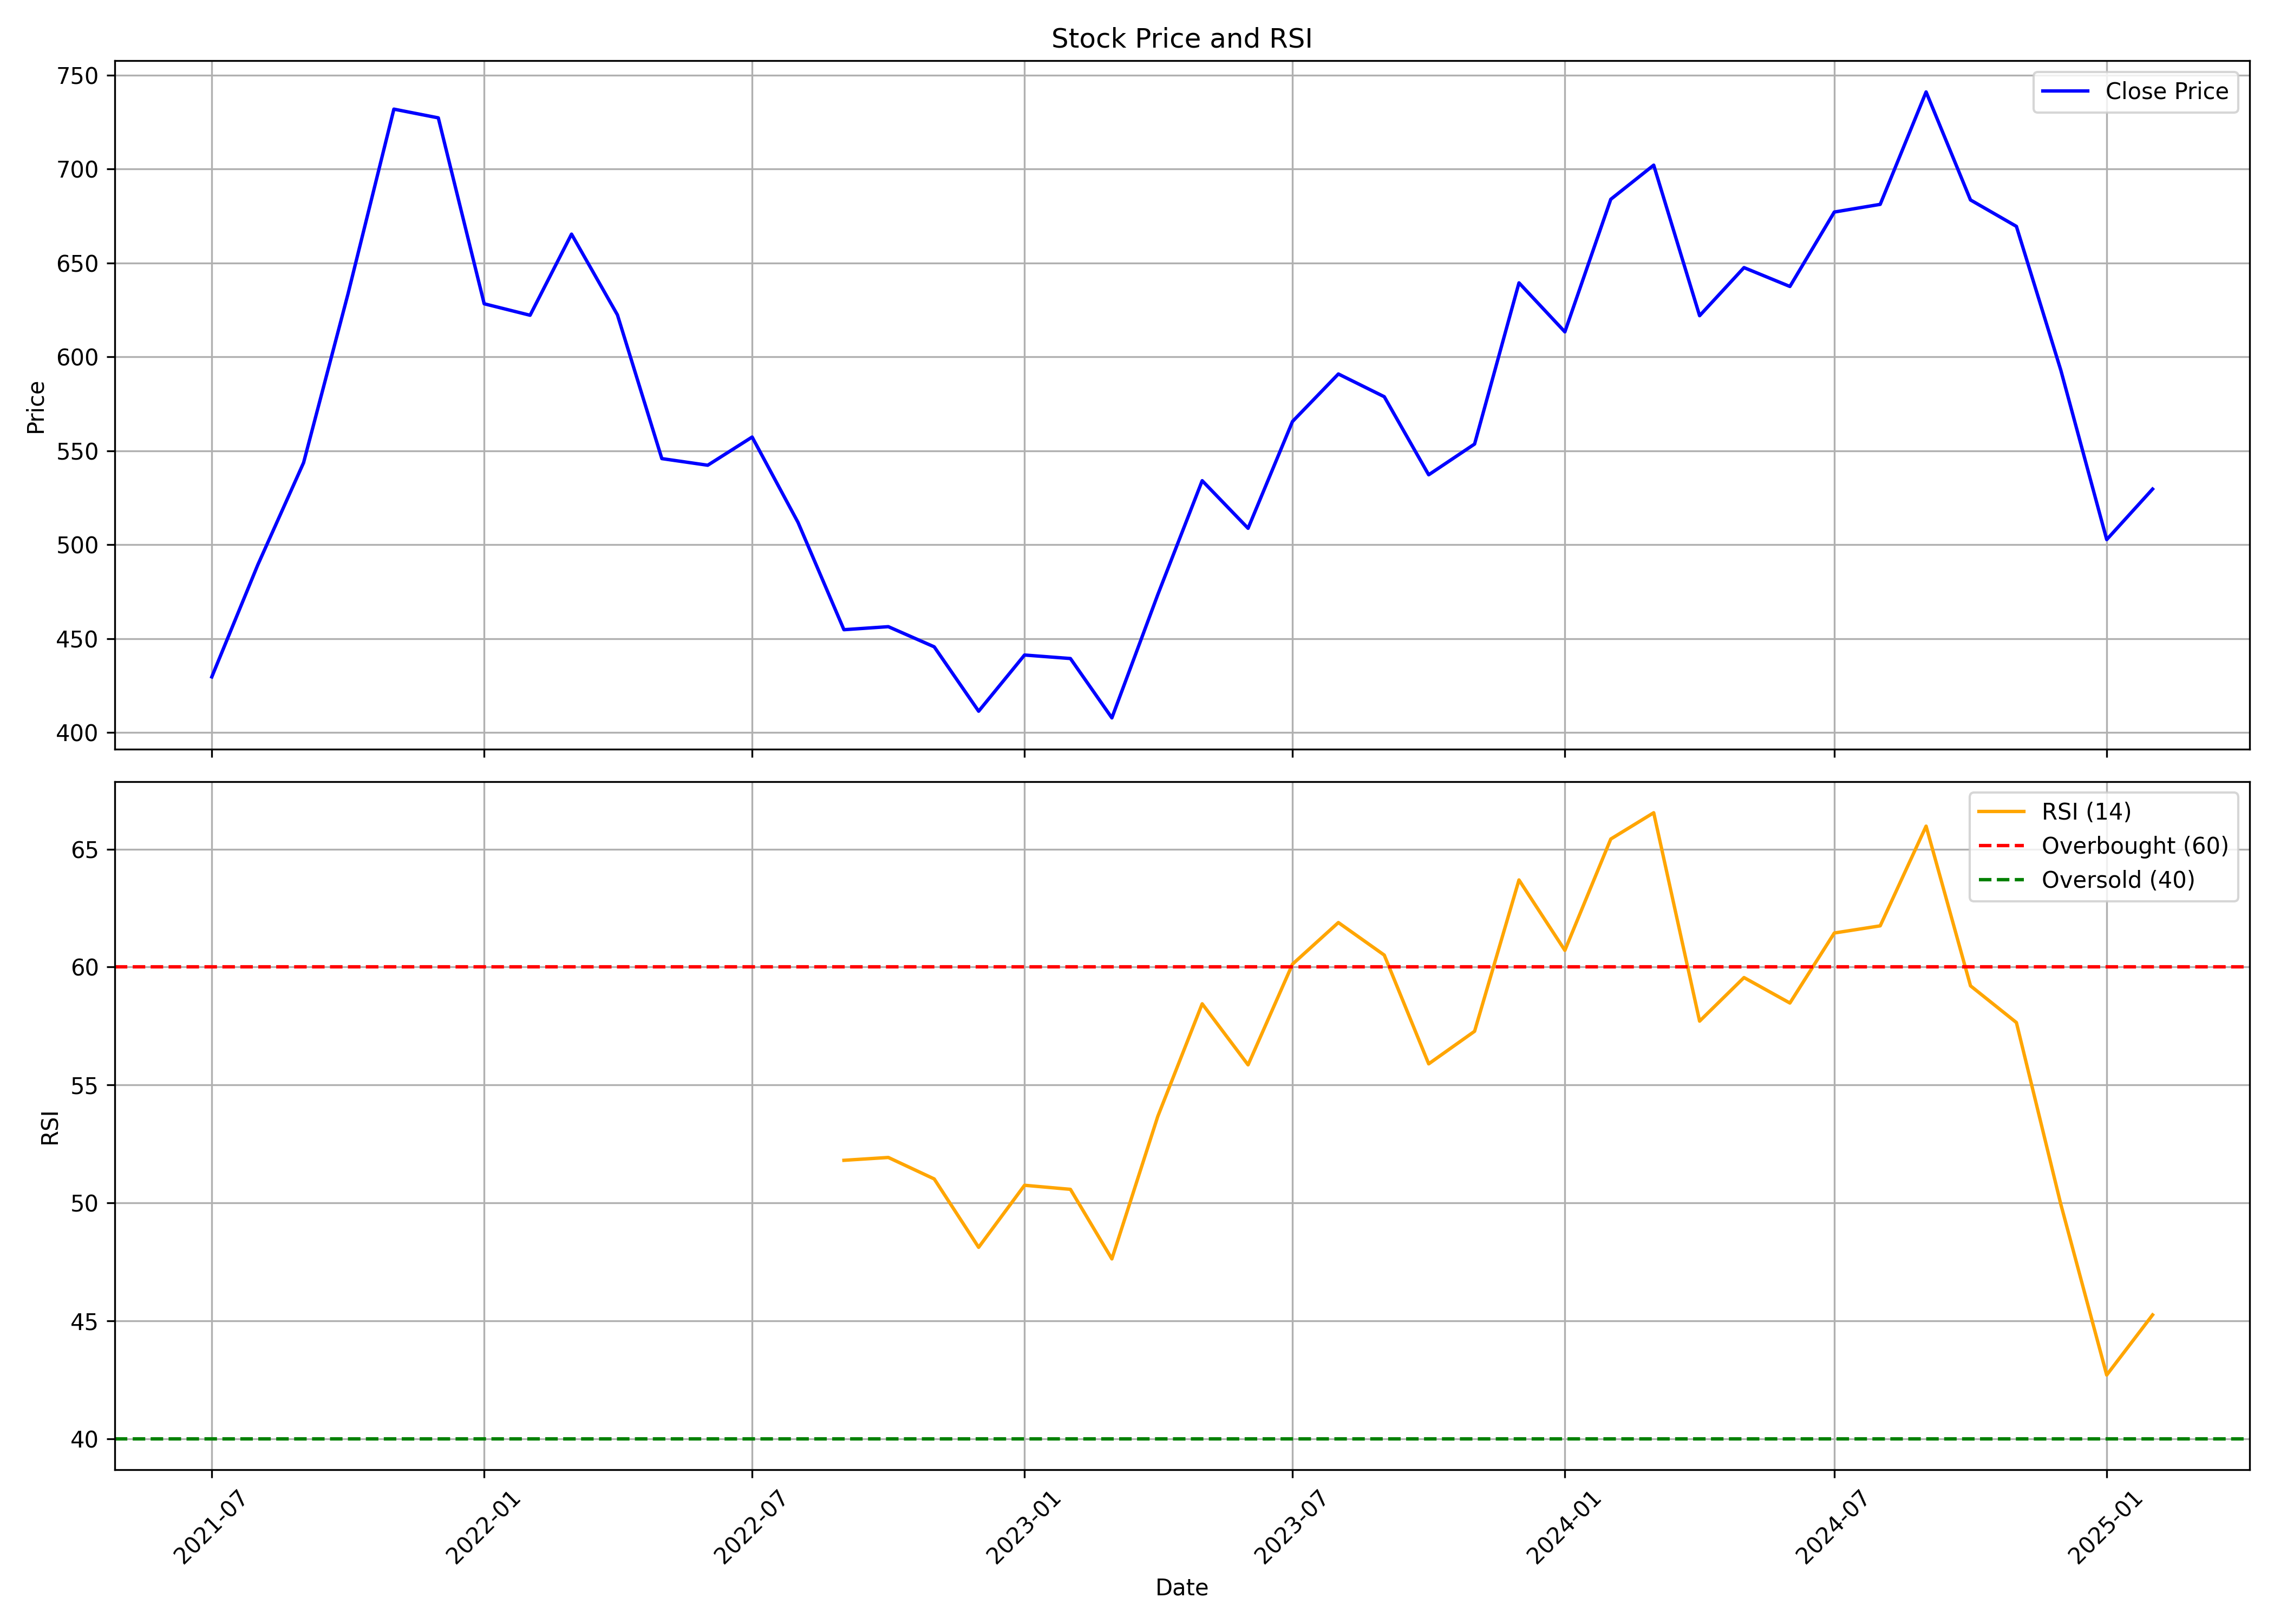 Stock Price and RSI
750
700
650
600
550
500
450
400
Price
Close Price
65
60
55
50
45
40
RSI
RSI (14)
Overbought (60)
Oversold (40)
2021-07
2022-01
2022-07
2023-01
2023-07
2024-01
2024-07
2025-01
Date